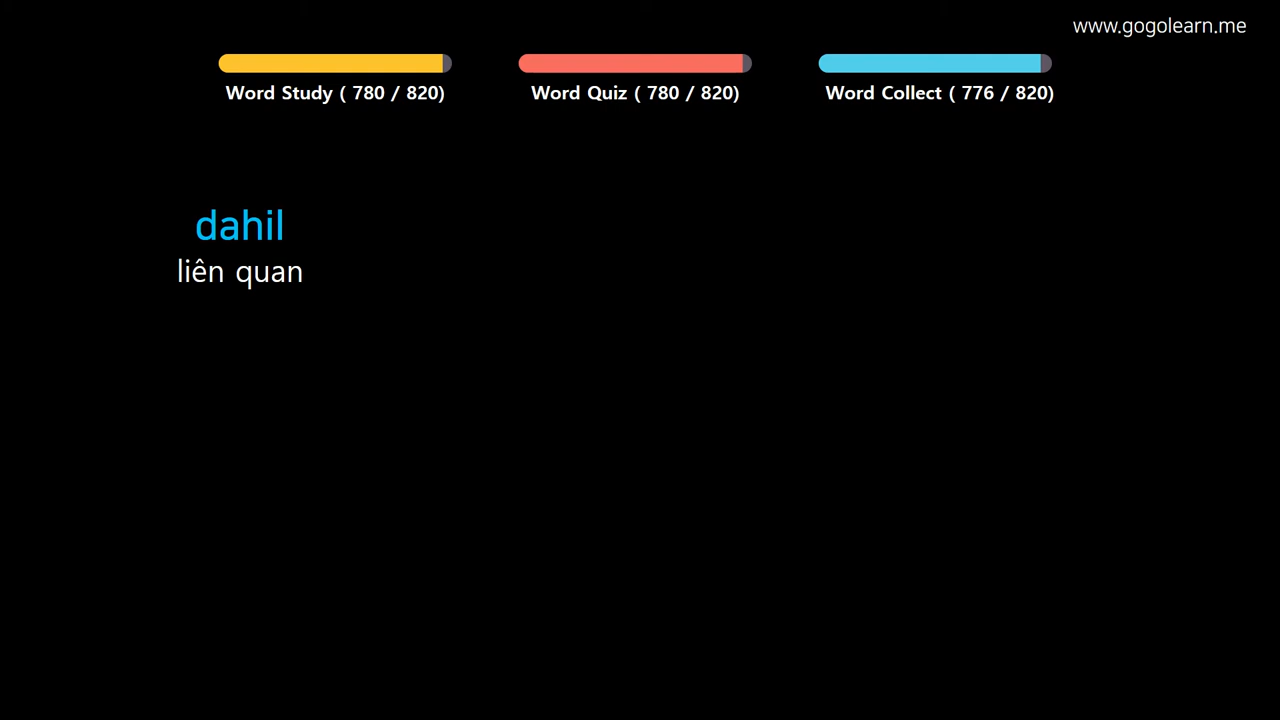 www.gogolearn.me
Word Study ( 780 / 820)
Word Quiz ( 780 / 820)
Word Collect ( 776 / 820)
dahil
liên quan